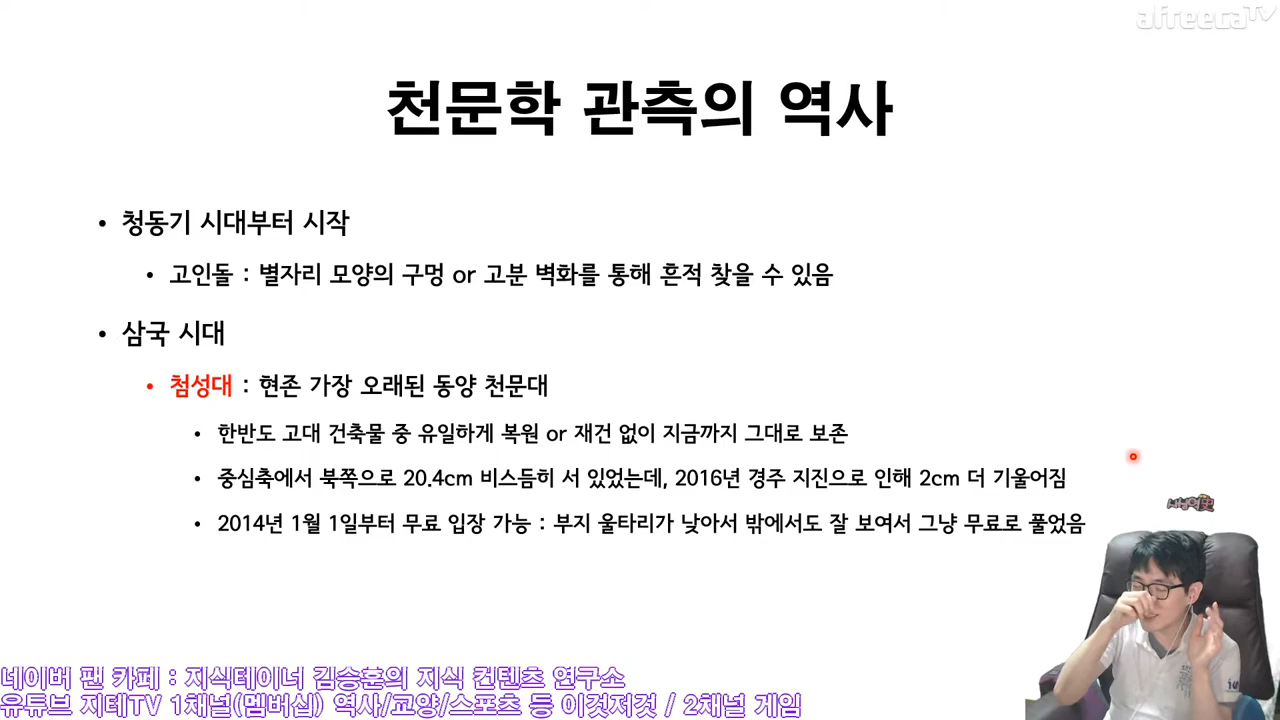 afreecaTV
천문학 관측의 역사
• 청동기 시대부터 시작
• 고인돌 : 별자리 모양의 구멍 or 고분 벽화를 통해 흔적 찾을 수 있음
• 삼국 시대
• 첨성대 : 현존 가장 오래된 동양 천문대
• 한반도 고대 건축물 중 유일하게 복원 or 재건 없이 지금까지 그대로 보존
• 중심축에서 북쪽으로 20.4cm 비스듬히 서 있었는데, 2016년 경주 지진으로 인해 2cm 더 기울어짐
• 2014년 1월 1일부터 무료 입장 가능 : 부지 울타리가 낮아서 밖에서도 잘 보여서 그냥 무료로 풀었음
네이버 팬 카페 : 지식테이너 김승훈의 지식 컨텐츠 연구소
유튜브 지테TV 1채널(멤버십) 역사/교양/스포츠 등 이것저것 / 2채널 게임